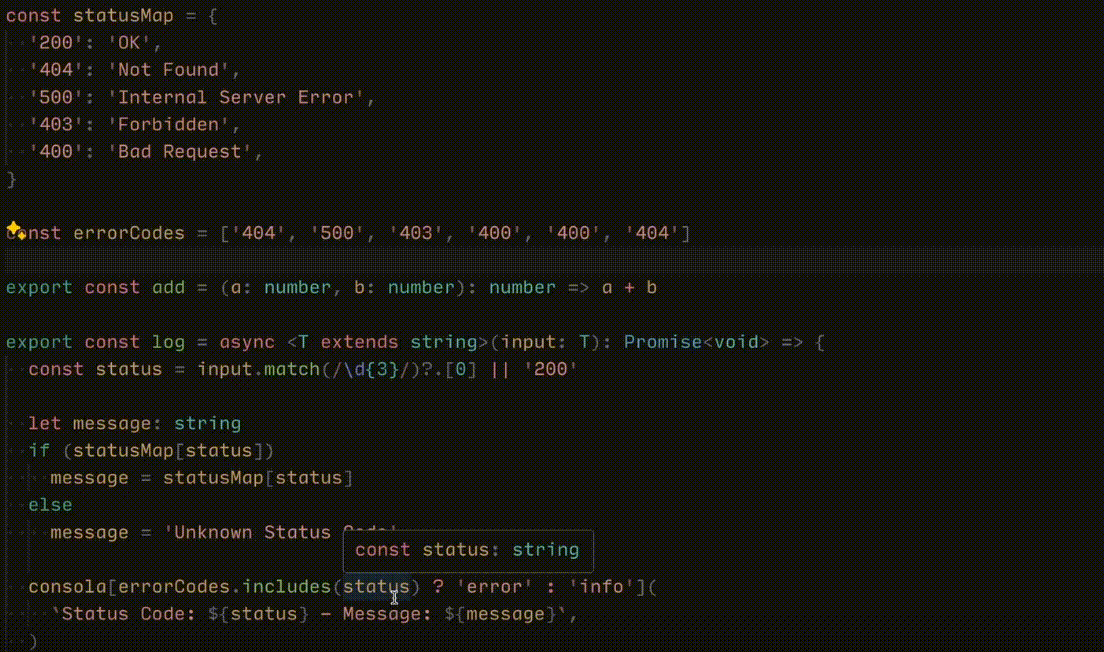 const statusMap = {
  '200': 'OK',
  '404': 'Not Found',
  '500': 'Internal Server Error',
  '403': 'Forbidden',
  '400': 'Bad Request',
}
const errorCodes = ['404', '500', '403', '400', '400', '404']
export const add = (a: number, b: number): number => a + b
export const log = async <T extends string>(input: T): Promise<void> => {
  const status = input.match(/\d{3}/)?.[0] || '200'
  let message: string
  if (statusMap[status])
    message = statusMap[status]
  else
    message = 'Unknown Status Code'
const status: string
  consola[errorCodes.includes(status) ? 'error' : 'info'](
    `Status Code: ${status} - Message: ${message}`,
  )